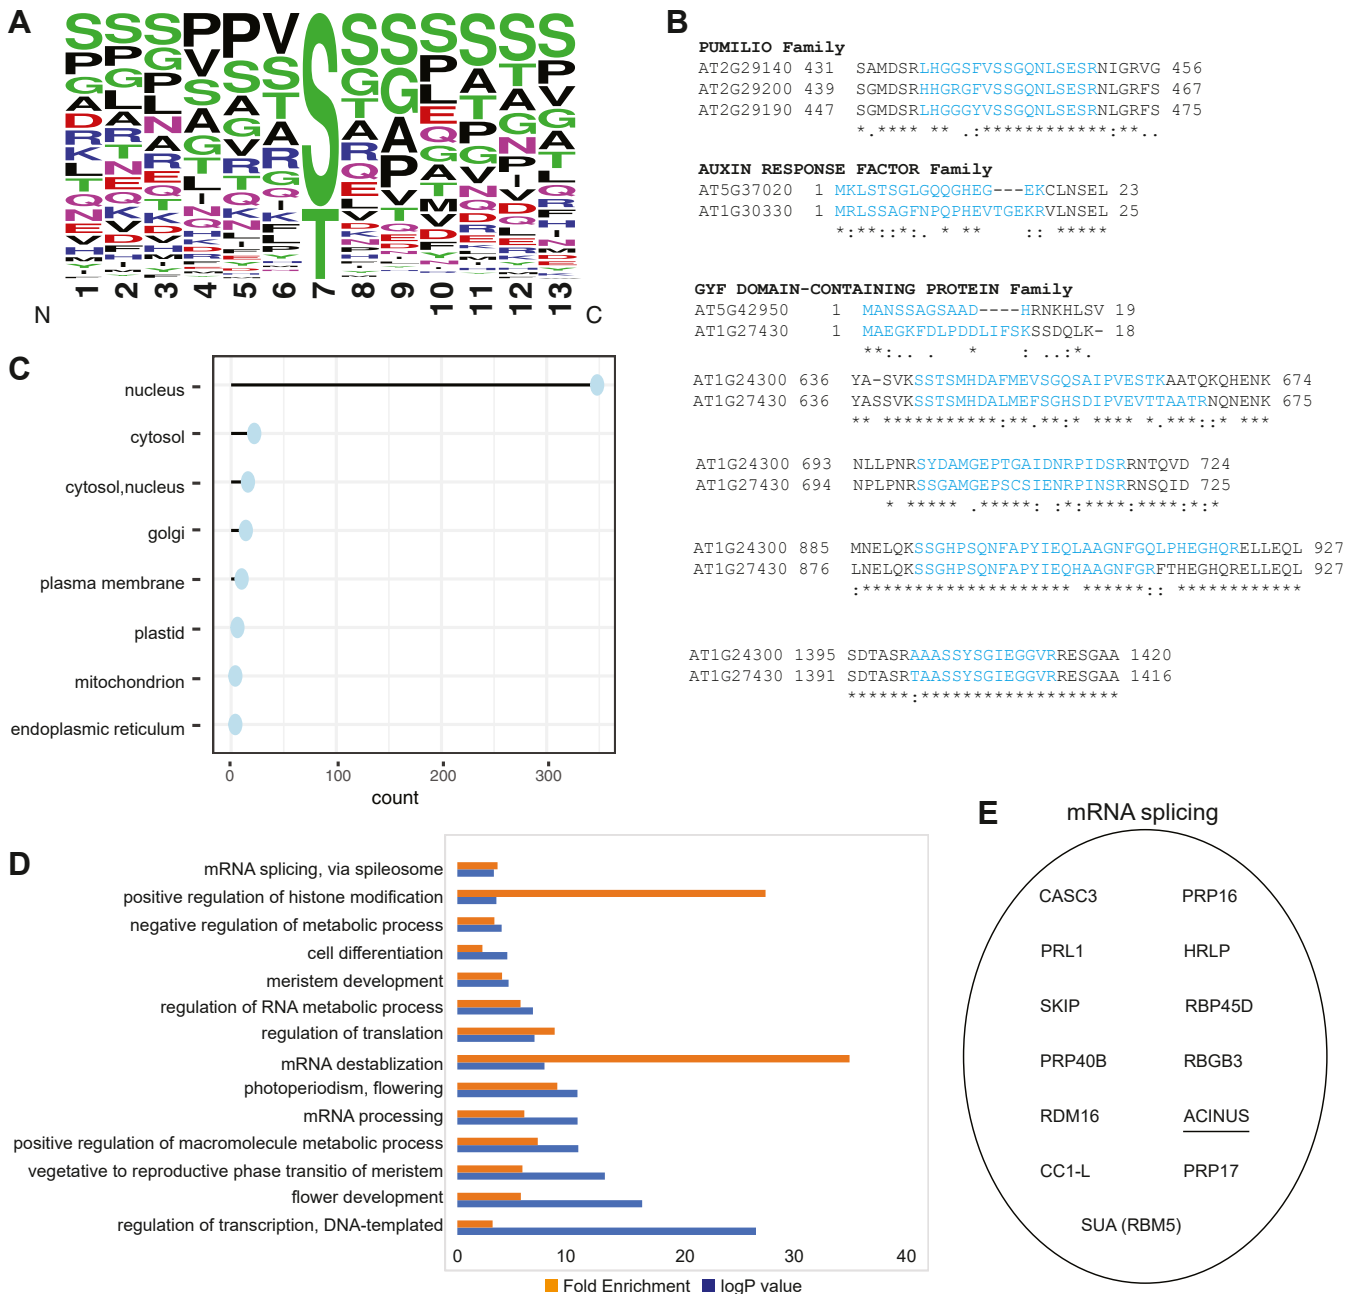 A
N
1 2 3 4 5 6 7 8 9 10 11 12 13
C
B
PUMILIO Family
AT2G29140 431 SAMDSRLHGGSFVSSGQNLSESRNIGRVG 456
AT2G29200 439 SGMDSRHHGRGFVSSGQNLSESRNLGRFS 467
AT2G29190 447 SGMDSRLHGGGYVSSGQNLSESRNLGRFS 475
*.**** ** .:************:**..
AUXIN RESPONSE FACTOR Family
AT5G37020 1 MKLSTSGLGQQGHEG---EKCLNSEL 23
AT1G30330 1 MRLSSAGFNPQPHEVTGEKRVLNSEL 25
*:**::*:. * ** :: *****
GYF DOMAIN-CONTAINING PROTEIN Family
AT5G42950 1 MANSSAGSAAD----HRNKHLSV 19
AT1G27430 1 MAEGKFDLPDDLIFSKSSDQLK- 18
**:.. . * : ..:*.
AT1G24300 636 YA-SVKSSTSMHDAFMEVSGQSAIPVESTKAATQKQHENK 674
AT1G27430 636 YASSVKSSTSMHDALMEFSGHSDIPVEVTTAATRNQNENK 675
** ***********:**.**:* **** *.***::* ***
AT1G24300 693 NLLPNRSYDAMGEPTGAIDNRPIDSRRNTQVD 724
AT1G27430 694 NPLPNRSSGAMGEPSCSIENRPINSRRNSQID 725
* ***** .*****: :*:****:****:*:*
AT1G24300 885 MNELQKSSGHPSQNFAPYIEQLAAGNFGQLPHEGHQRELLEQL 927
AT1G27430 876 LNELQKSSGHPSQNFAPYIEQHAAGNFGRFTHEGHQRELLEQL 927
:******************** ******:: ************
AT1G24300 1395 SDTASRAAASSYSGIEGGVRRESGAA 1420
AT1G27430 1391 SDTASRTAASSYSGIEGGVRRESGAA 1416
******:*******************
C
nucleus
cytosol
cytosol,nucleus
golgi
plasma membrane
plastid
mitochondrion
endoplasmic reticulum
0 100 200 300
count
D
mRNA splicing, via spileosome
positive regulation of histone modification
negative regulation of metabolic process
cell differentiation
meristem development
regulation of RNA metabolic process
regulation of translation
mRNA destablization
photoperiodism, flowering
mRNA processing
positive regulation of macromolecule metabolic process
vegetative to reproductive phase transitio of meristem
flower development
regulation of transcription, DNA-templated
0 10 20 30 40
Fold Enrichment logP value
E
mRNA splicing
CASC3 PRP16
PRL1 HRLP
SKIP RBP45D
PRP40B RBGB3
RDM16 ACINUS
CC1-L PRP17
SUA (RBM5)